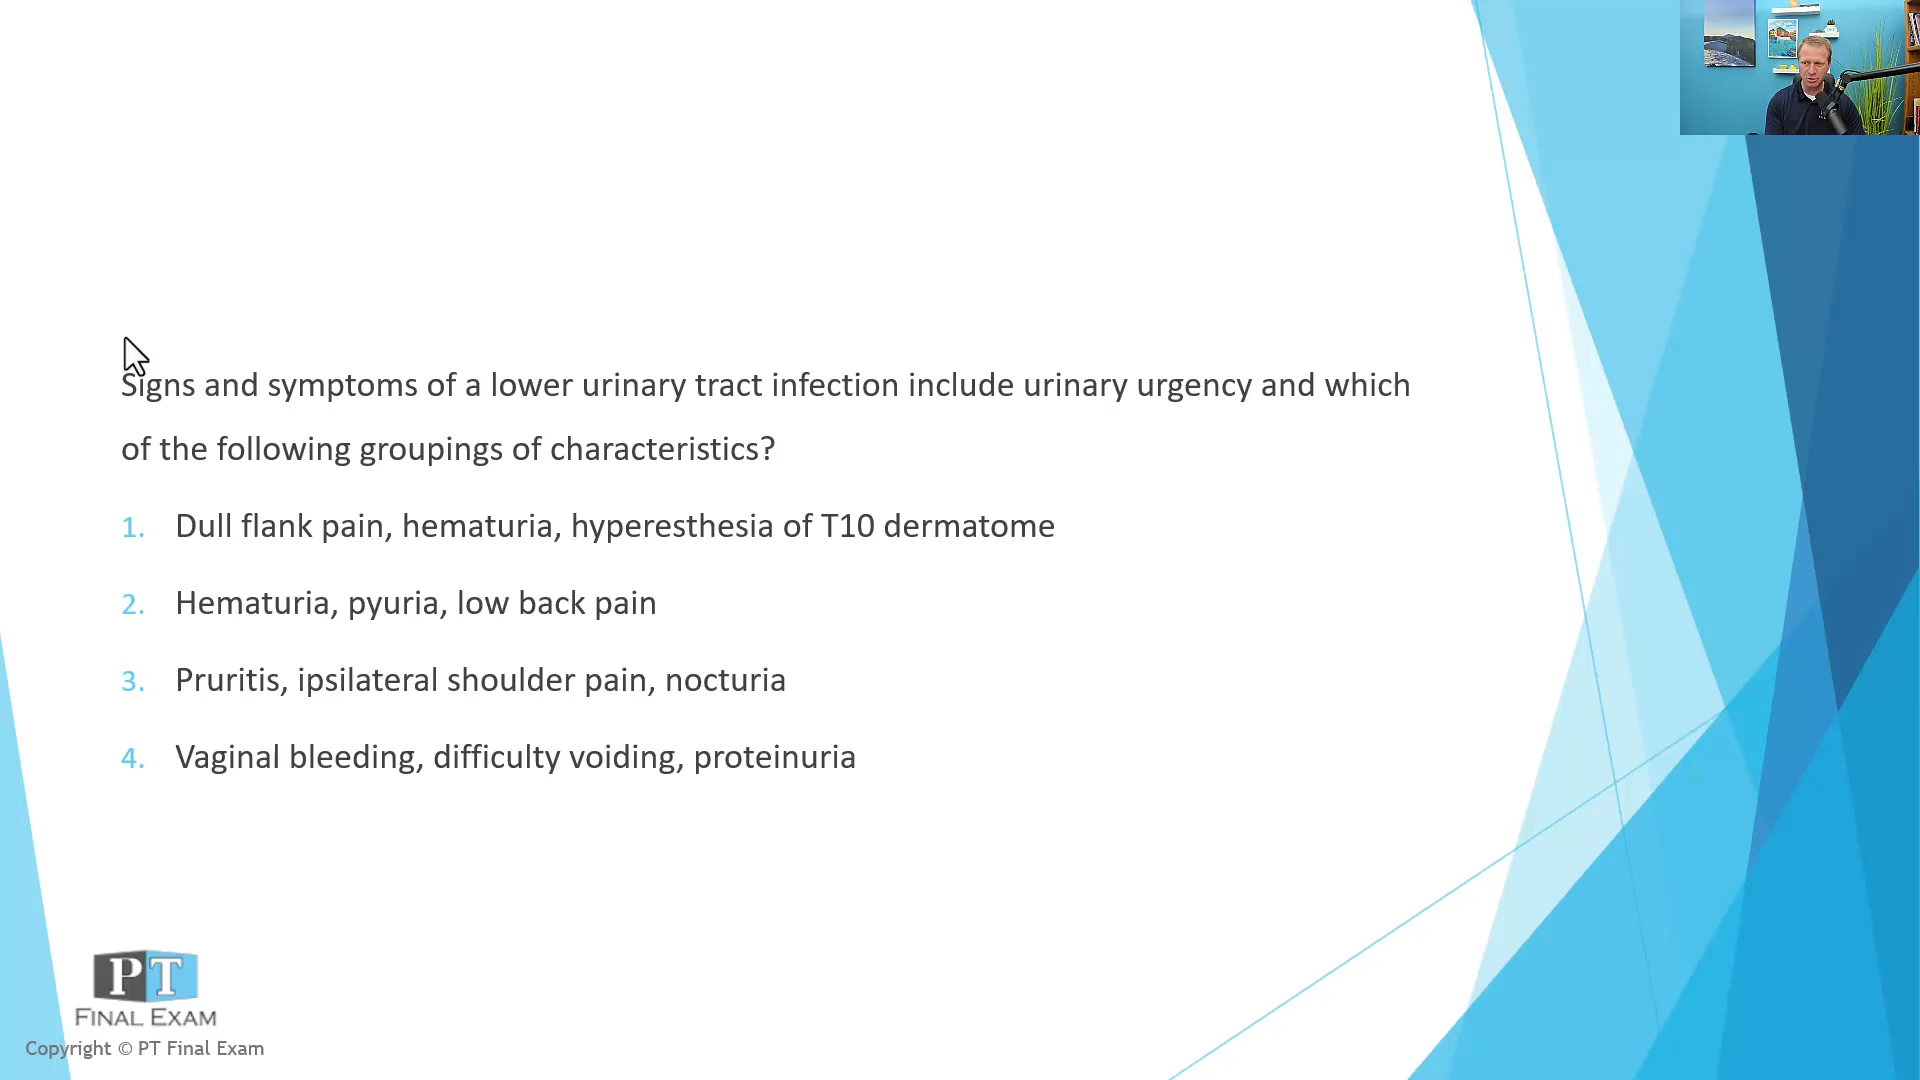 Signs and symptoms of a lower urinary tract infection include urinary urgency and which
of the following groupings of characteristics?
1. Dull flank pain, hematuria, hyperesthesia of T10 dermatome
2. Hematuria, pyuria, low back pain
3. Pruritis, ipsilateral shoulder pain, nocturia
4. Vaginal bleeding, difficulty voiding, proteinuria
PT
FINAL EXAM
Copyright © PT Final Exam